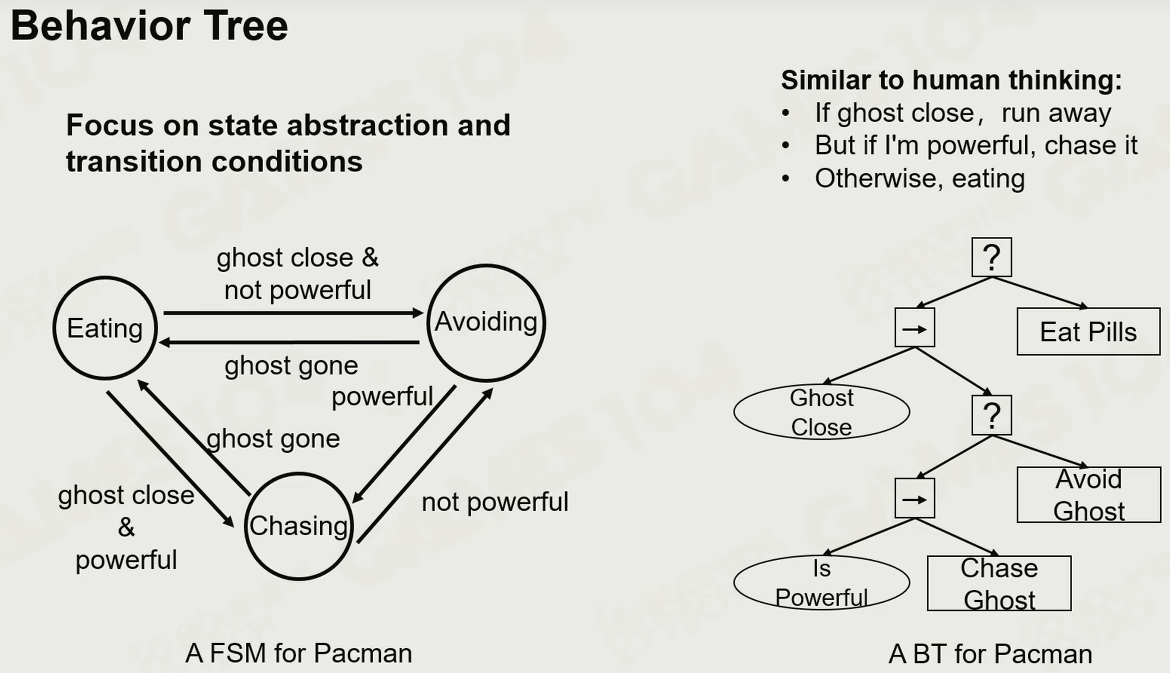 Behavior Tree
Focus on state abstraction and
transition conditions
Similar to human thinking:
• If ghost close，run away
• But if I'm powerful, chase it
• Otherwise, eating
ghost close &
not powerful
Eating
Avoiding
ghost gone
powerful
ghost gone
ghost close
&
powerful
not powerful
Chasing
A FSM for Pacman
?
→
Eat Pills
Ghost
Close
?
→
Avoid
Ghost
Is
Powerful
Chase
Ghost
A BT for Pacman